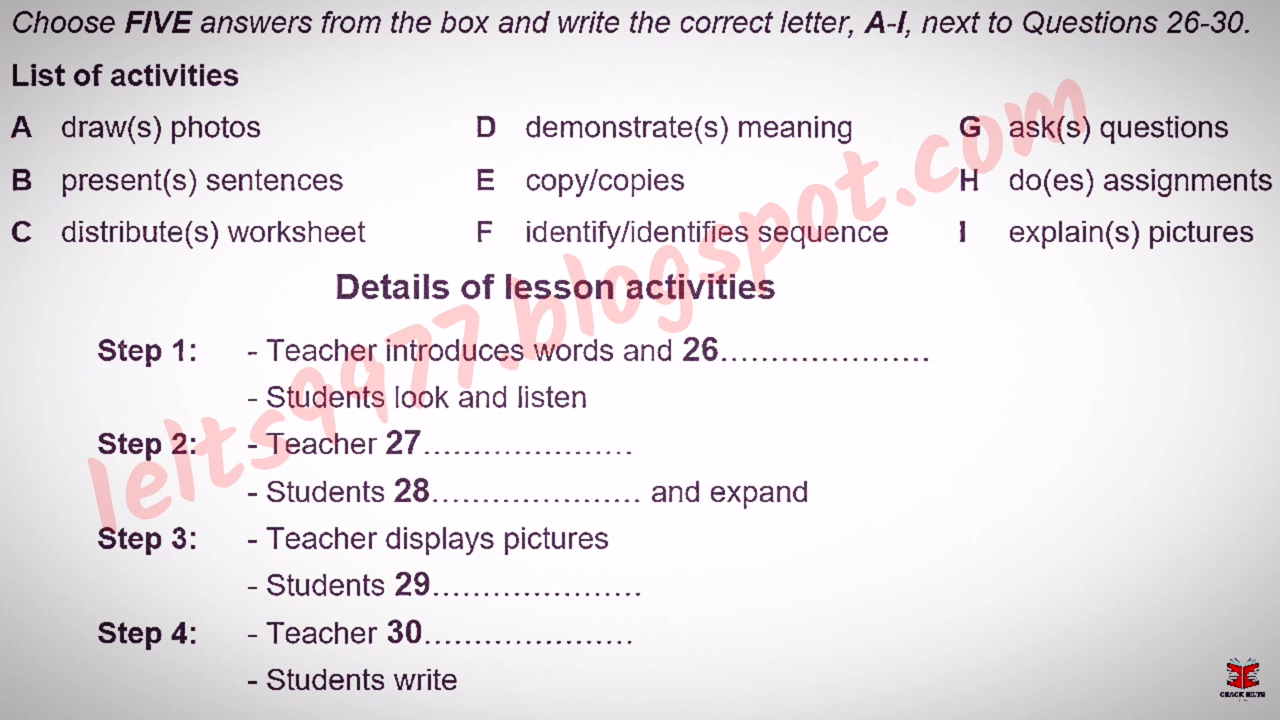 Choose FIVE answers from the box and write the correct letter, A-I, next to Questions 26-30.
List of activities
A draw(s) photos D demonstrate(s) meaning G ask(s) questions
B present(s) sentences E copy/copies H do(es) assignments
C distribute(s) worksheet F identify/identifies sequence I explain(s) pictures
Details of lesson activities
Step 1: - Teacher introduces words and 26.....................
- Students look and listen
Step 2: - Teacher 27.....................
- Students 28..................... and expand
Step 3: - Teacher displays pictures
- Students 29.....................
Step 4: - Teacher 30.....................
- Students write
Ielts9977.blogspot.com
CRACK IELTS